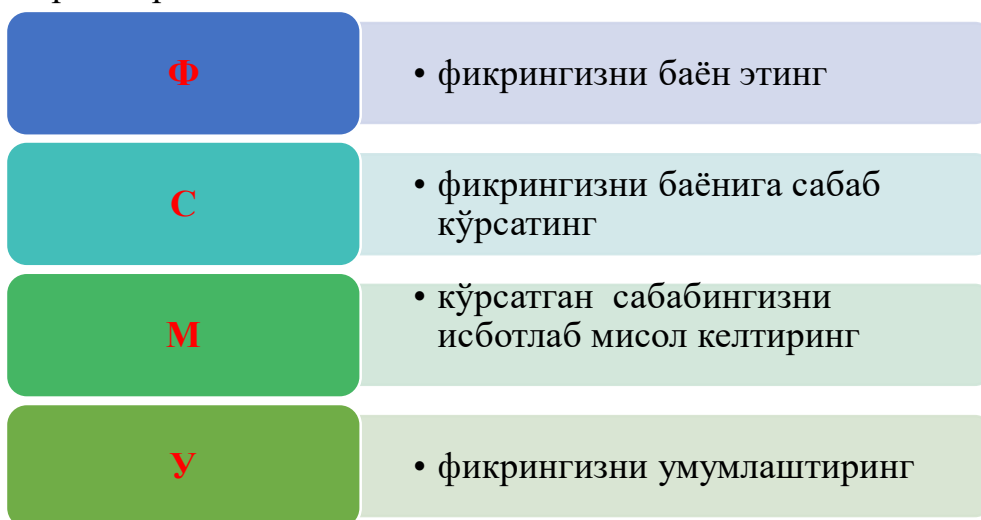 Ф
• фикрингизни баён этинг
С
• фикрингизни баёнига сабаб
кўрсатинг
М
• кўрсатган сабабингизни
исботлаб мисол келтиринг
У
• фикрингизни умумлаштиринг